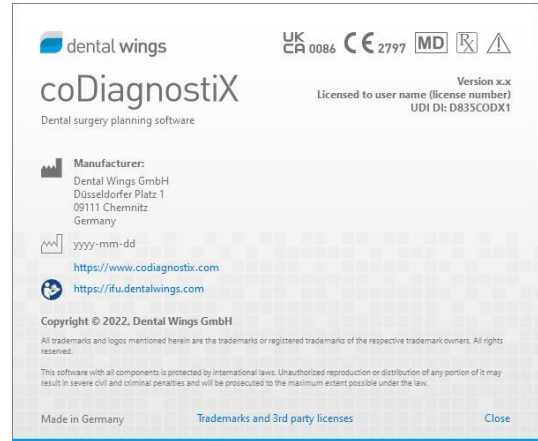 dental wings
UK CA 0086 CE 2797 MD Rx
coDiagnostiX
Dental surgery planning software
Version x.x
Licensed to user name (license number)
UDI DI: D835CODX1
Manufacturer:
Dental Wings GmbH
Düsseldorfer Platz 1
09111 Chemnitz
Germany
yyyy-mm-dd
https://www.codiagnostix.com
https://ifu.dentalwings.com
Copyright © 2022, Dental Wings GmbH
All trademarks and logos mentioned herein are the trademarks or registered trademarks of the respective trademark owners. All rights
reserved.
This software with all components is protected by international laws. Unauthorized reproduction or distribution of any portion of it may
result in severe civil and criminal penalties and will be prosecuted to the maximum extent possible under the law.
Made in Germany
Trademarks and 3rd party licenses
Close